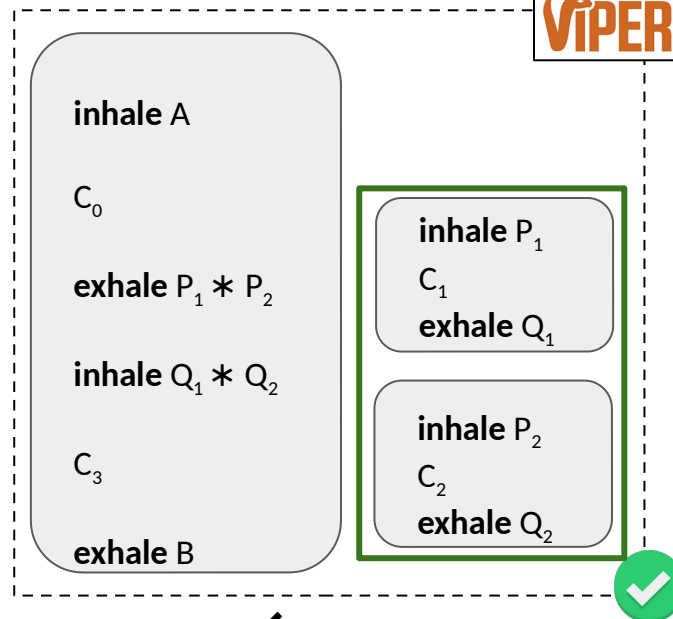 VIPER
inhale A
C₀
exhale P₁ ∗ P₂
inhale Q₁ ∗ Q₂
C₃
exhale B
inhale P₁
C₁
exhale Q₁
inhale P₂
C₂
exhale Q₂